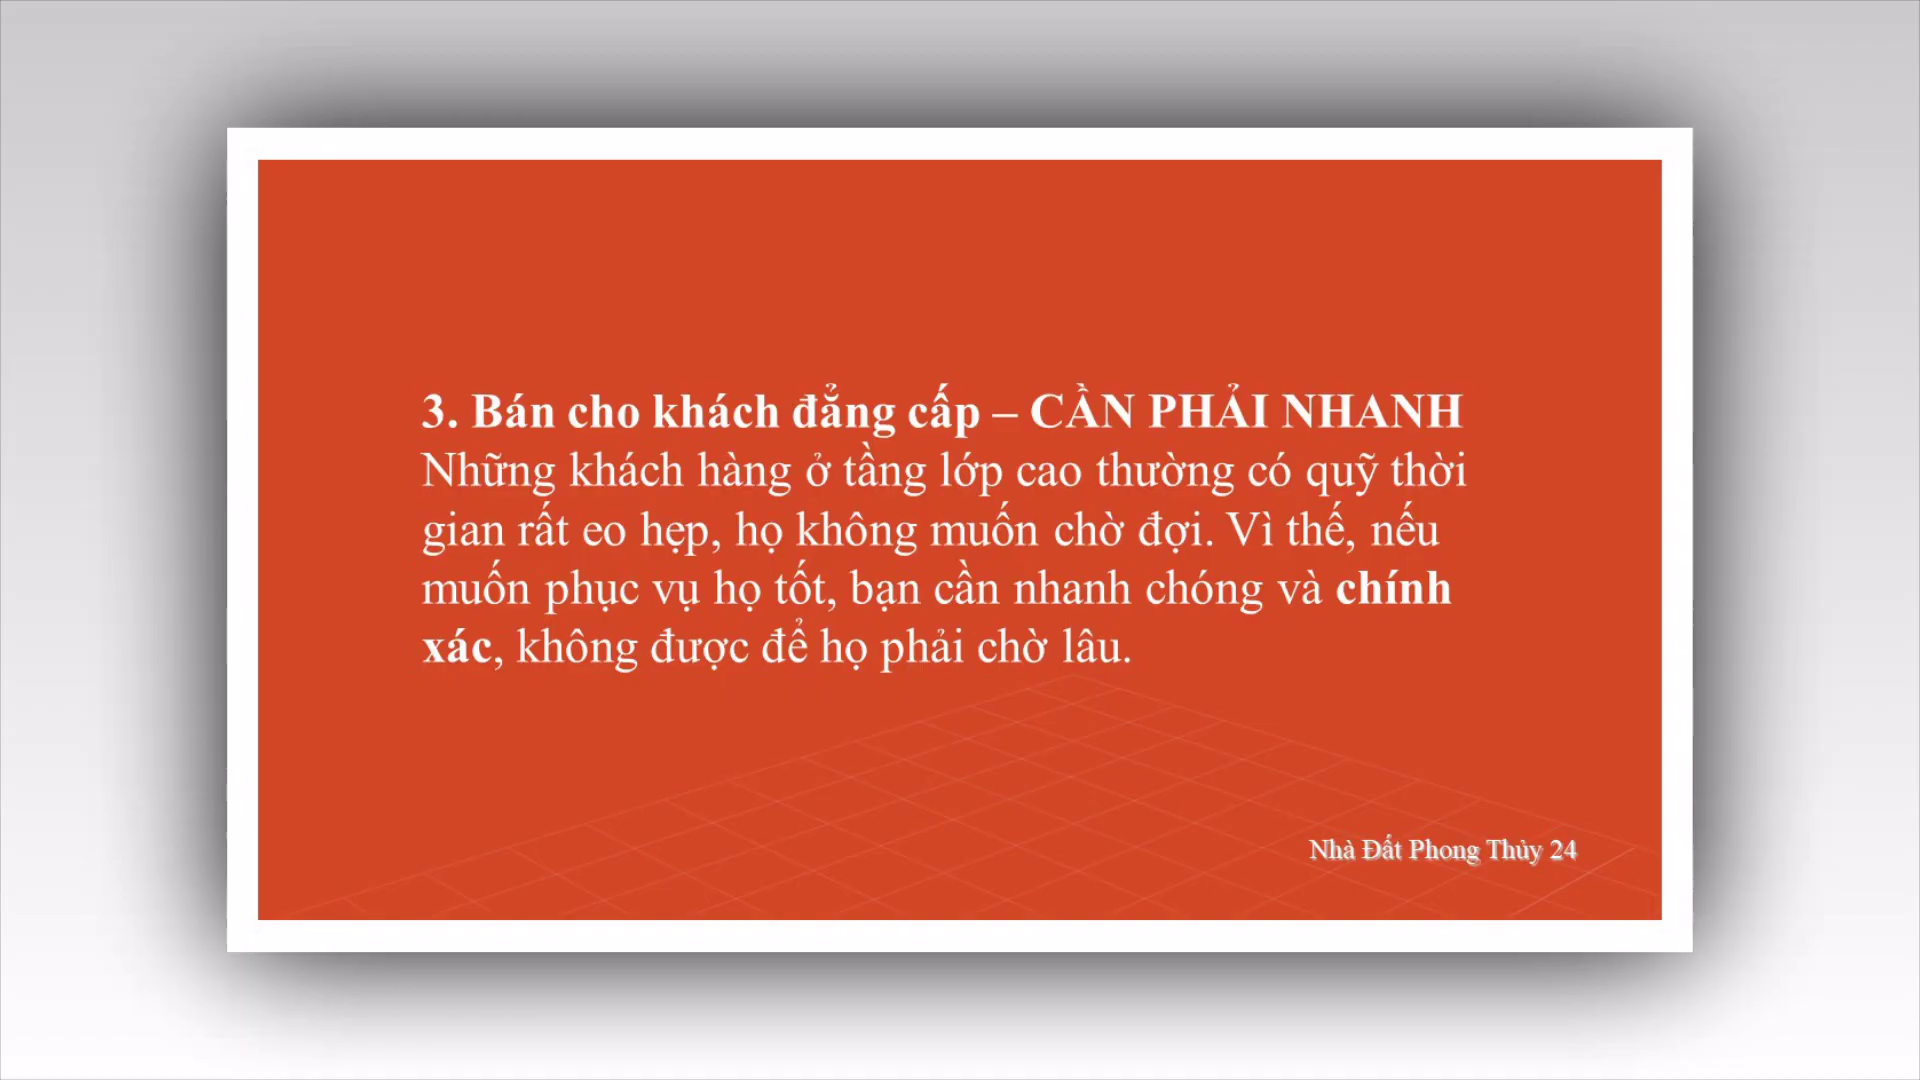 3. Bán cho khách đẳng cấp – CẦN PHẢI NHANH
Những khách hàng ở tầng lớp cao thường có quỹ thời
gian rất eo hẹp, họ không muốn chờ đợi. Vì thế, nếu
muốn phục vụ họ tốt, bạn cần nhanh chóng và chính
xác, không được để họ phải chờ lâu.
Nhà Đất Phong Thủy 24